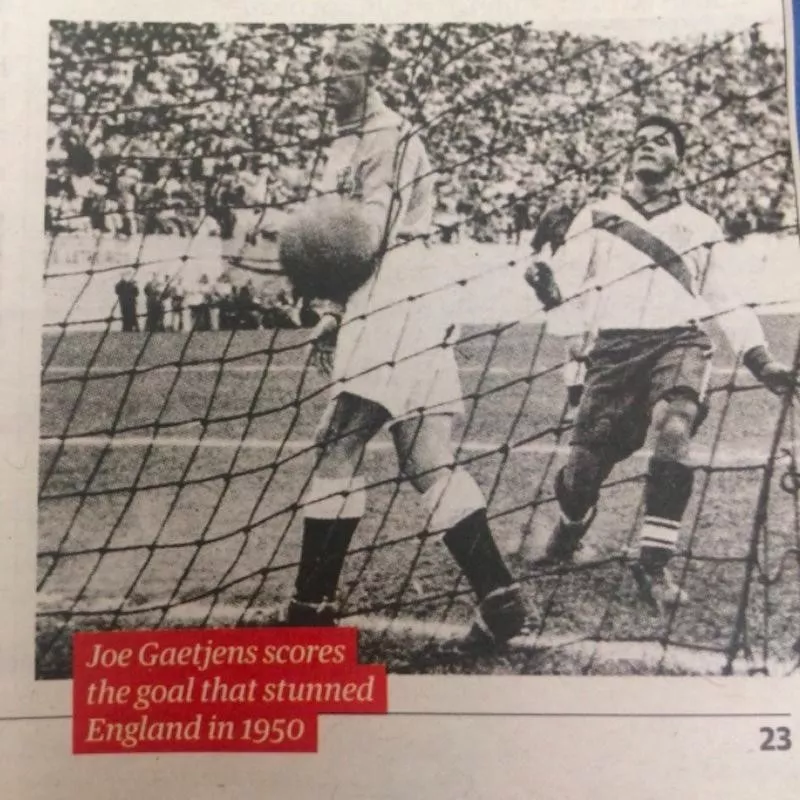 Joe Gaetjens scores
the goal that stunned
England in 1950
23